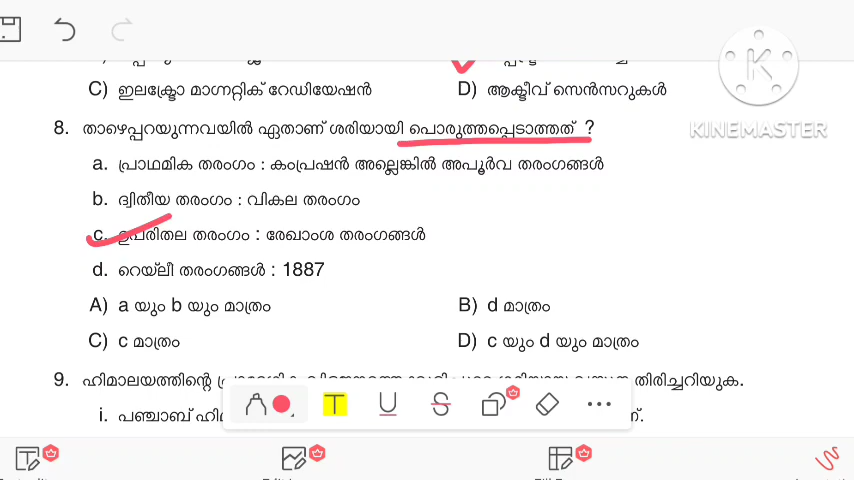 KINEMASTER
C) ഇലക്ട്രോ മാഗ്നറ്റിക് റേഡിയേഷൻ D) ആക്ടീവ് സെൻസറുകൾ
8. താഴെപ്പറയുന്നവയിൽ ഏതാണ് ശരിയായി പൊരുത്തപ്പെടാത്തത് ?
a. പ്രാഥമിക തരംഗം : കംപ്രഷൻ അല്ലെങ്കിൽ അപൂർവ തരംഗങ്ങൾ
b. ദ്വിതീയ തരംഗം : വികല തരംഗം
c. ഉപരിതല തരംഗം : രേഖാംശ തരംഗങ്ങൾ
d. റെയ്‌ലീ തരംഗങ്ങൾ : 1887
A) a യും b യും മാത്രം B) d മാത്രം
C) c മാത്രം D) c യും d യും മാത്രം
9. ഹിമാലയത്തിന്റെ തിരിച്ചറിയുക.
i. പഞ്ചാബ്
T U S